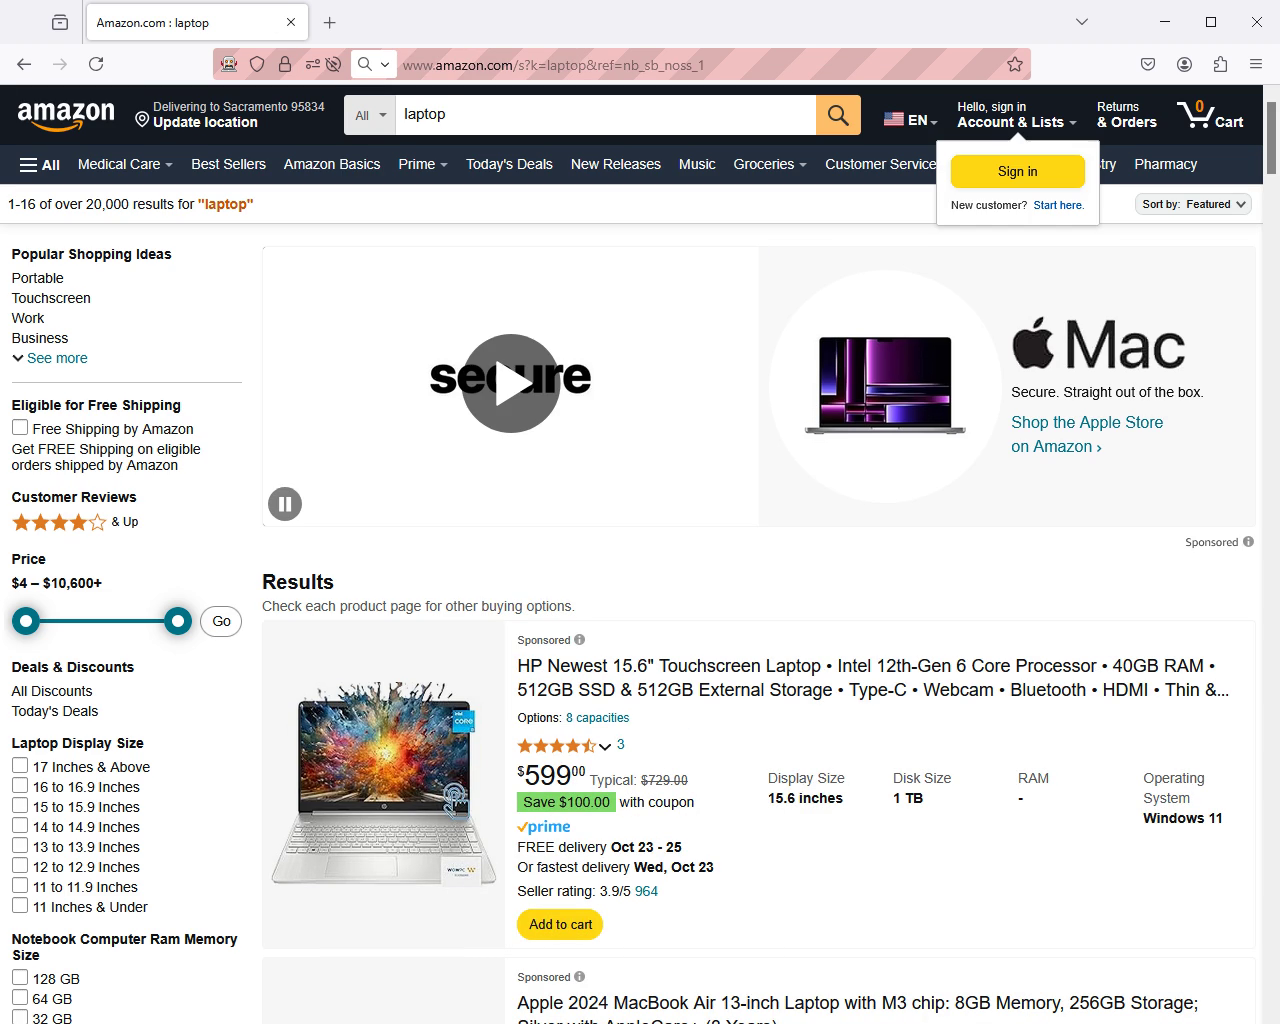 Amazon.com : laptop
www.amazon.com/s?k=laptop&ref=nb_sb_noss_1
amazon
Delivering to Sacramento 95834
Update location
All
laptop
EN
Hello, sign in
Account & Lists
Returns
& Orders
0
Cart
All
Medical Care
Best Sellers
Amazon Basics
Prime
Today's Deals
New Releases
Music
Groceries
Customer Service
Pharmacy
Sign in
New customer? Start here.
1-16 of over 20,000 results for "laptop"
Sort by: Featured
Popular Shopping Ideas
Portable
Touchscreen
Work
Business
See more
Eligible for Free Shipping
Free Shipping by Amazon
Get FREE Shipping on eligible
orders shipped by Amazon
Customer Reviews
& Up
Price
$4 – $10,600+
Go
Deals & Discounts
All Discounts
Today's Deals
Laptop Display Size
17 Inches & Above
16 to 16.9 Inches
15 to 15.9 Inches
14 to 14.9 Inches
13 to 13.9 Inches
12 to 12.9 Inches
11 to 11.9 Inches
11 Inches & Under
Notebook Computer Ram Memory
Size
128 GB
64 GB
32 GB
secure
Mac
Secure. Straight out of the box.
Shop the Apple Store
on Amazon ›
Sponsored
Results
Check each product page for other buying options.
Sponsored
HP Newest 15.6" Touchscreen Laptop • Intel 12th-Gen 6 Core Processor • 40GB RAM •
512GB SSD & 512GB External Storage • Type-C • Webcam • Bluetooth • HDMI • Thin &...
Options: 8 capacities
3
$599.00 Typical: $729.00
Save $100.00 with coupon
prime
FREE delivery Oct 23 - 25
Or fastest delivery Wed, Oct 23
Seller rating: 3.9/5 964
Add to cart
Display Size
15.6 inches
Disk Size
1 TB
RAM
-
Operating
System
Windows 11
Sponsored
Apple 2024 MacBook Air 13-inch Laptop with M3 chip: 8GB Memory, 256GB Storage;
Silver with AppleCare+ (3 Years)